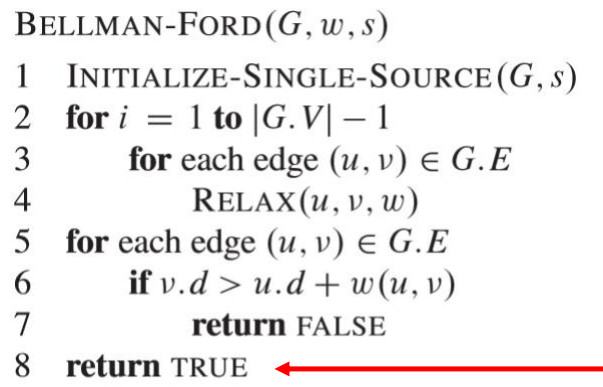 BELLMAN-FORD(G, w, s)
1 INITIALIZE-SINGLE-SOURCE(G, s)
2 for i = 1 to |G.V| − 1
3 for each edge (u, v) ∈ G.E
4 RELAX(u, v, w)
5 for each edge (u, v) ∈ G.E
6 if v.d > u.d + w(u, v)
7 return FALSE
8 return TRUE